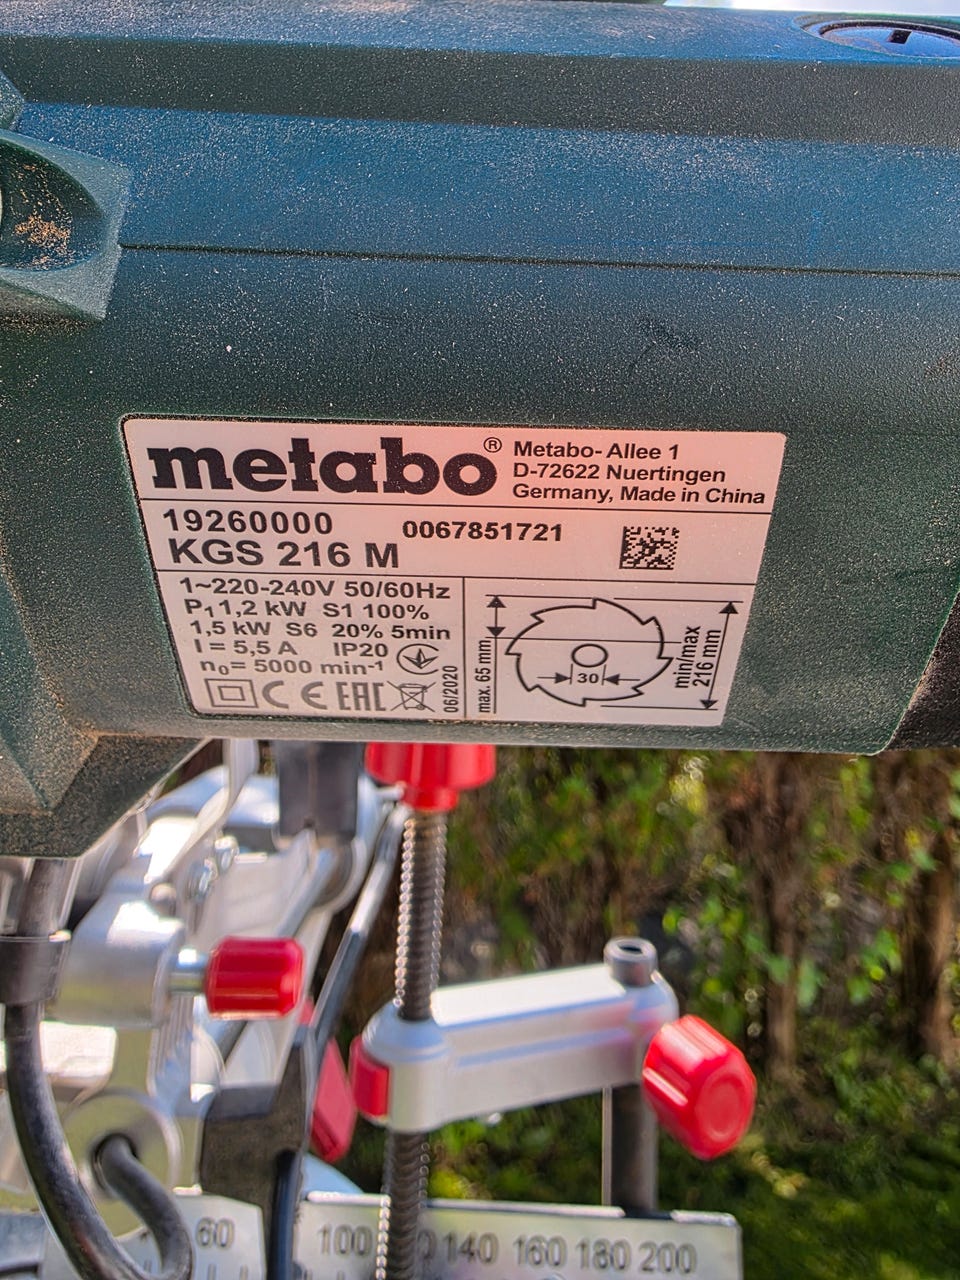 metabo®
Metabo-Allee 1
D-72622 Nuertingen
Germany, Made in China
19260000
0067851721
KGS 216 M
1~220-240V 50/60Hz
P₁ 1,2 kW S1 100%
1,5 kW S6 20% 5min
I = 5,5 A IP20
n₀= 5000 min⁻¹
CE EAC
06/2020
max. 65 mm
30
min/max
216 mm
60
100 140 160 180 200